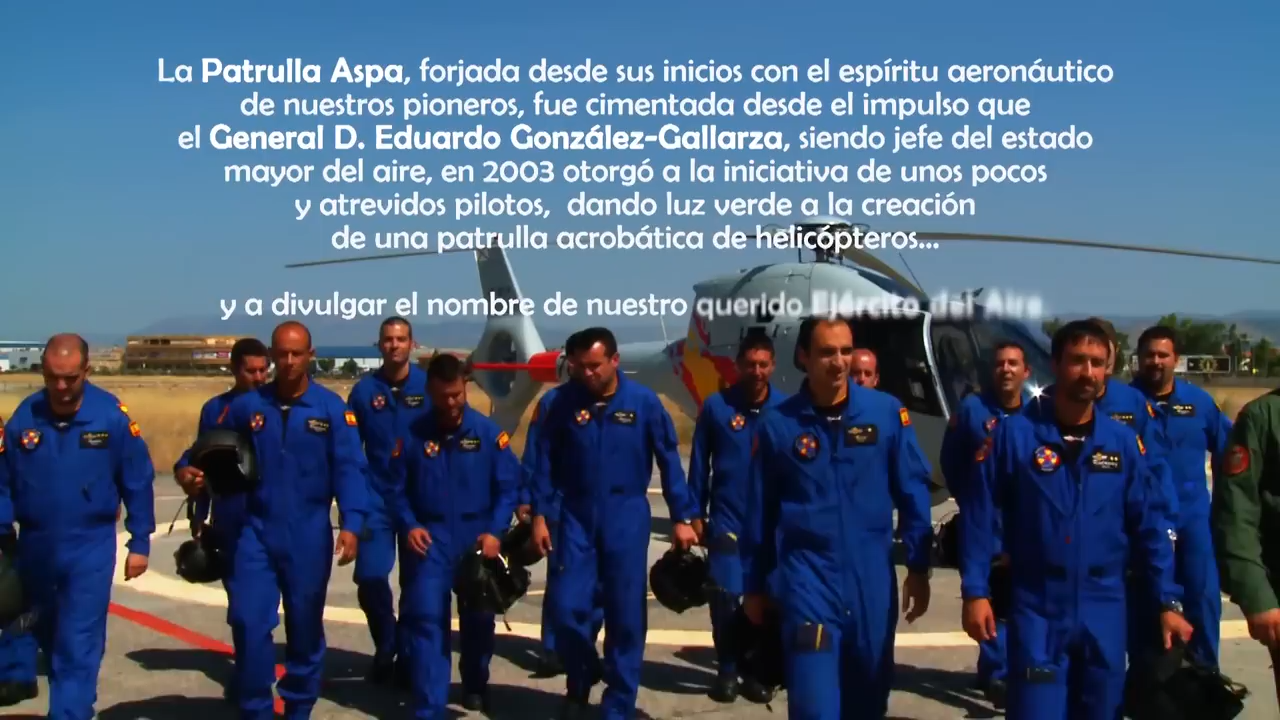 La Patrulla Aspa, forjada desde sus inicios con el espíritu aeronáutico
de nuestros pioneros, fue cimentada desde el impulso que
el General D. Eduardo González-Gallarza, siendo jefe del estado
mayor del aire, en 2003 otorgó a la iniciativa de unos pocos
y atrevidos pilotos, dando luz verde a la creación
de una patrulla acrobática de helicópteros...
y a divulgar el nombre de nuestro querido Ejército del Aire